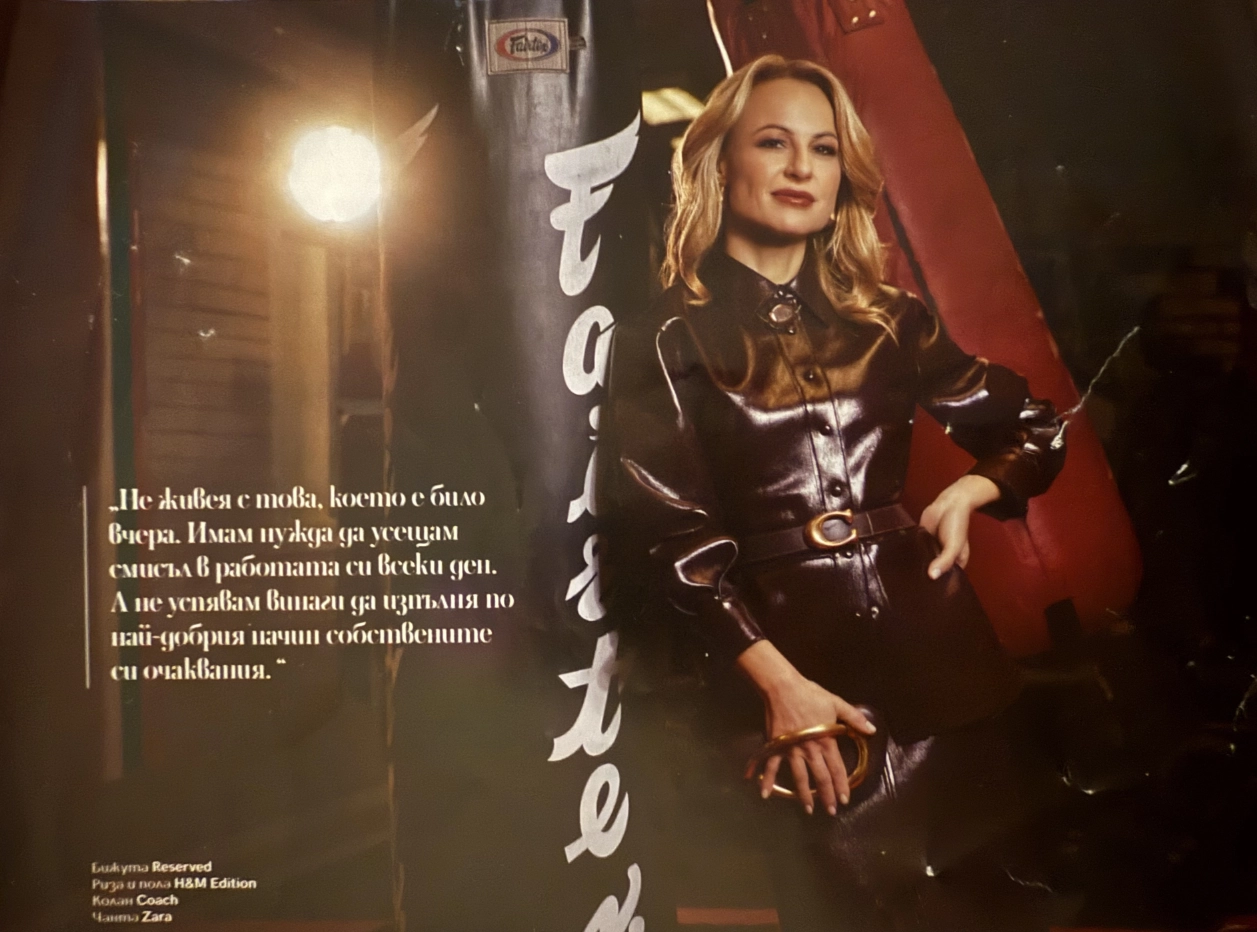 Fairtex
Fairtex
„Не живея с това, което е било
вчера. Имам нужда да усещам
смисъл в работата си всеки ден.
А не успявам винаги да изпълня по
най-добрия начин собствените
си очаквания.“
Бижута Reserved
Риза и пола H&M Edition
Колан Coach
Чанта Zara